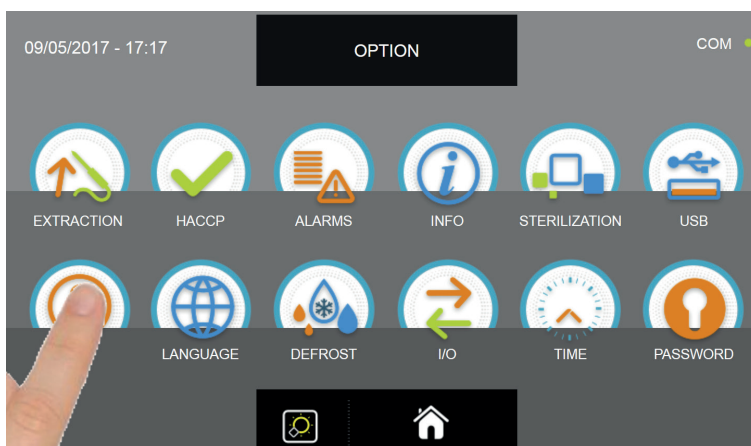 09/05/2017 - 17:17
OPTION
COM
EXTRACTION
HACCP
ALARMS
INFO
STERILIZATION
USB
LANGUAGE
DEFROST
I/O
TIME
PASSWORD